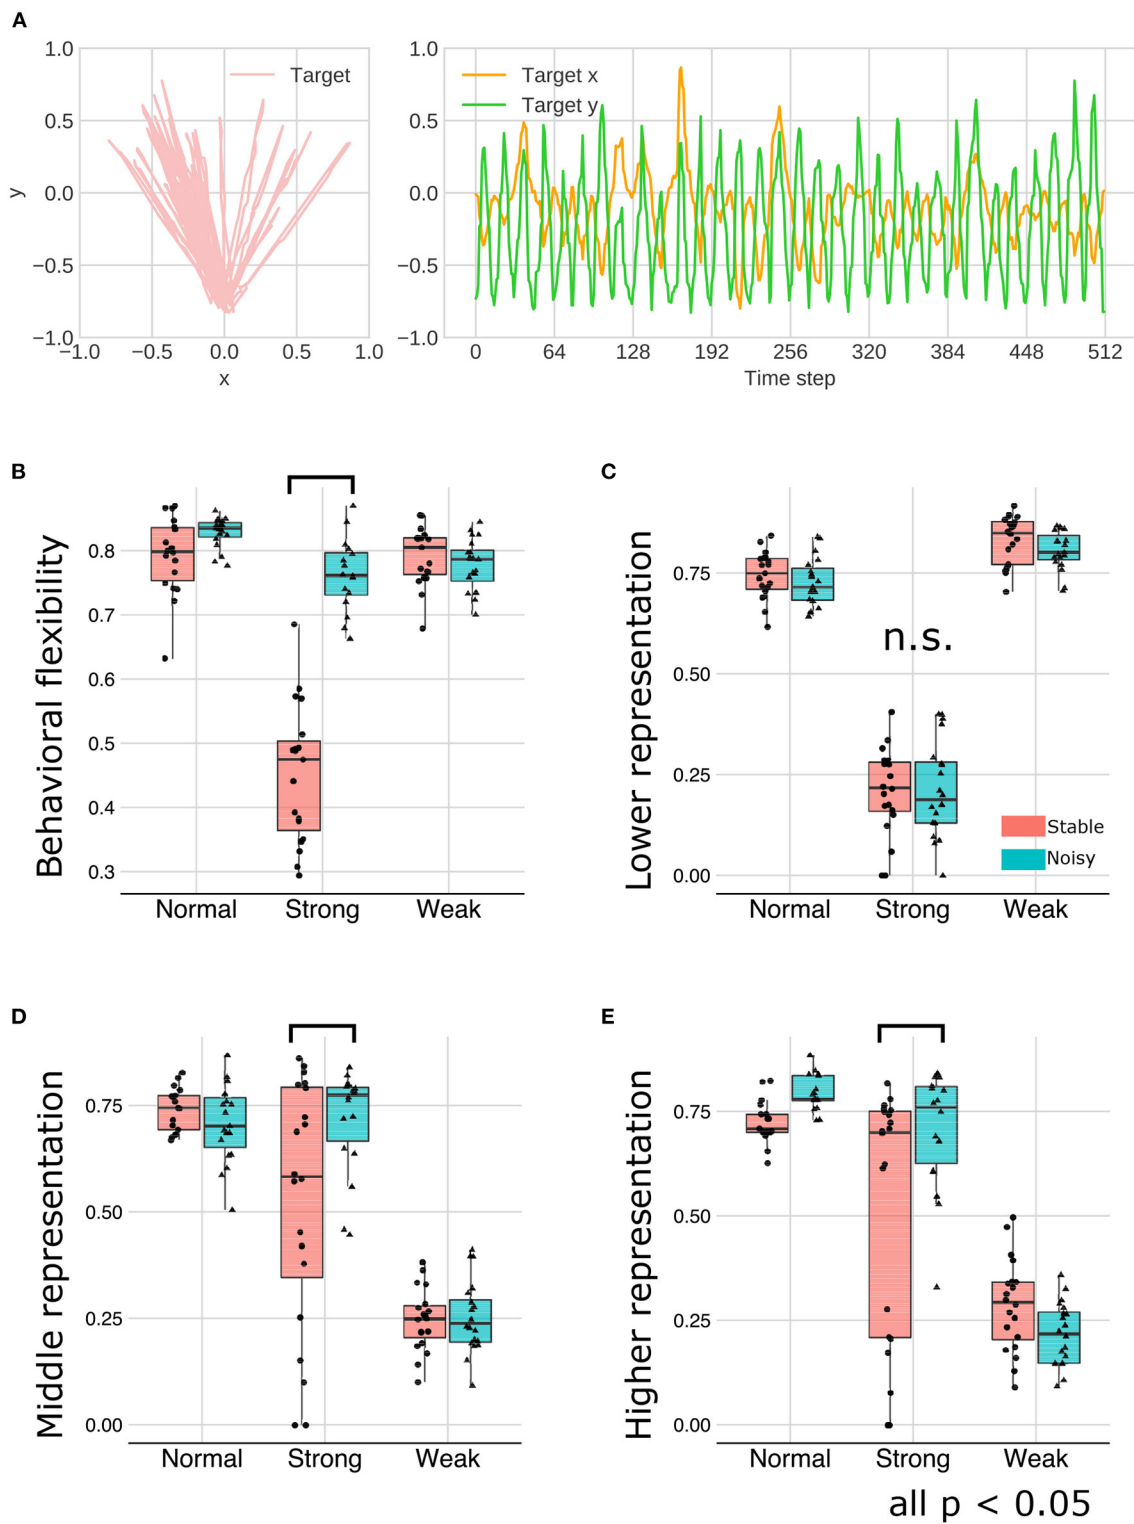 A
1.0
0.5
0.0
−0.5
−1.0
−1.0 −0.5 0.0 0.5 1.0
x
y
Target
1.0
0.5
0.0
−0.5
−1.0
0 64 128 192 256 320 384 448 512
Time step
Target x
Target y
B
Behavioral flexibility
0.8
0.7
0.6
0.5
0.4
0.3
Normal Strong Weak
C
Lower representation
0.75
0.50
0.25
0.00
n.s.
Stable
Noisy
Normal Strong Weak
D
Middle representation
0.75
0.50
0.25
0.00
Normal Strong Weak
E
Higher representation
0.75
0.50
0.25
0.00
Normal Strong Weak
all p < 0.05